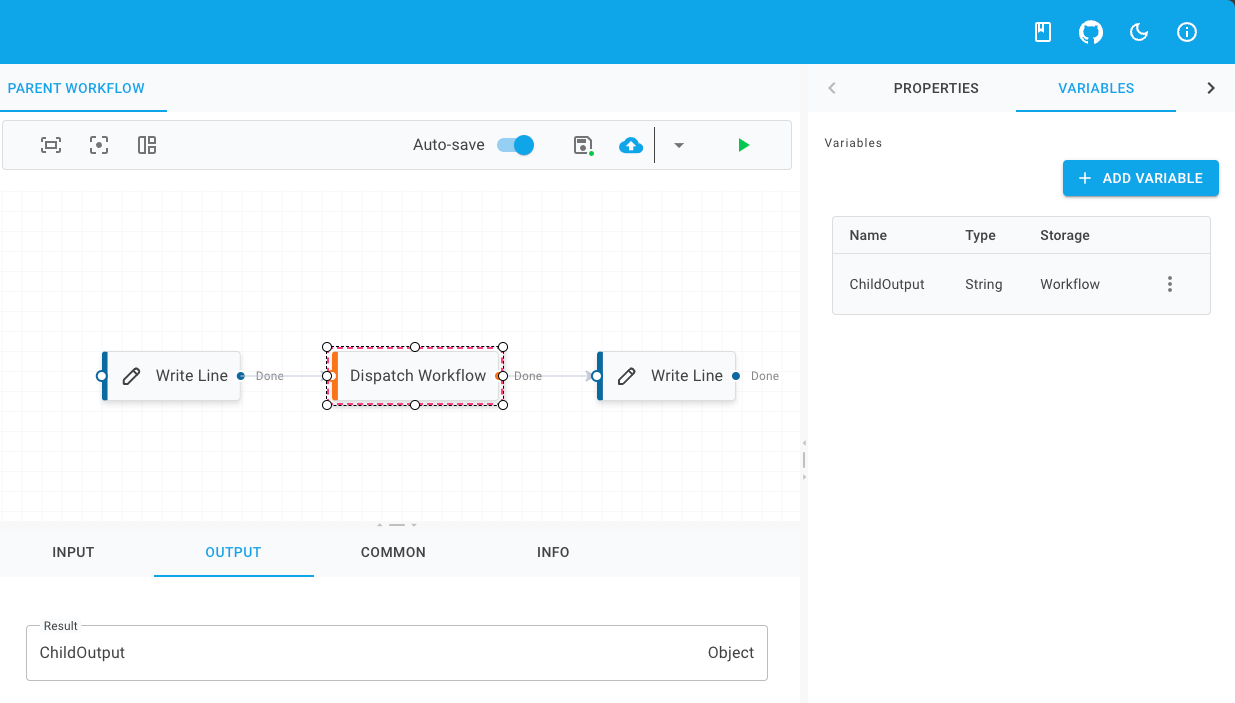 PARENT WORKFLOW
PROPERTIES
VARIABLES
Auto-save
Variables
ADD VARIABLE
Name Type Storage
ChildOutput String Workflow
Write Line
Done
Dispatch Workflow
Done
Write Line
Done
INPUT
OUTPUT
COMMON
INFO
Result
ChildOutput Object